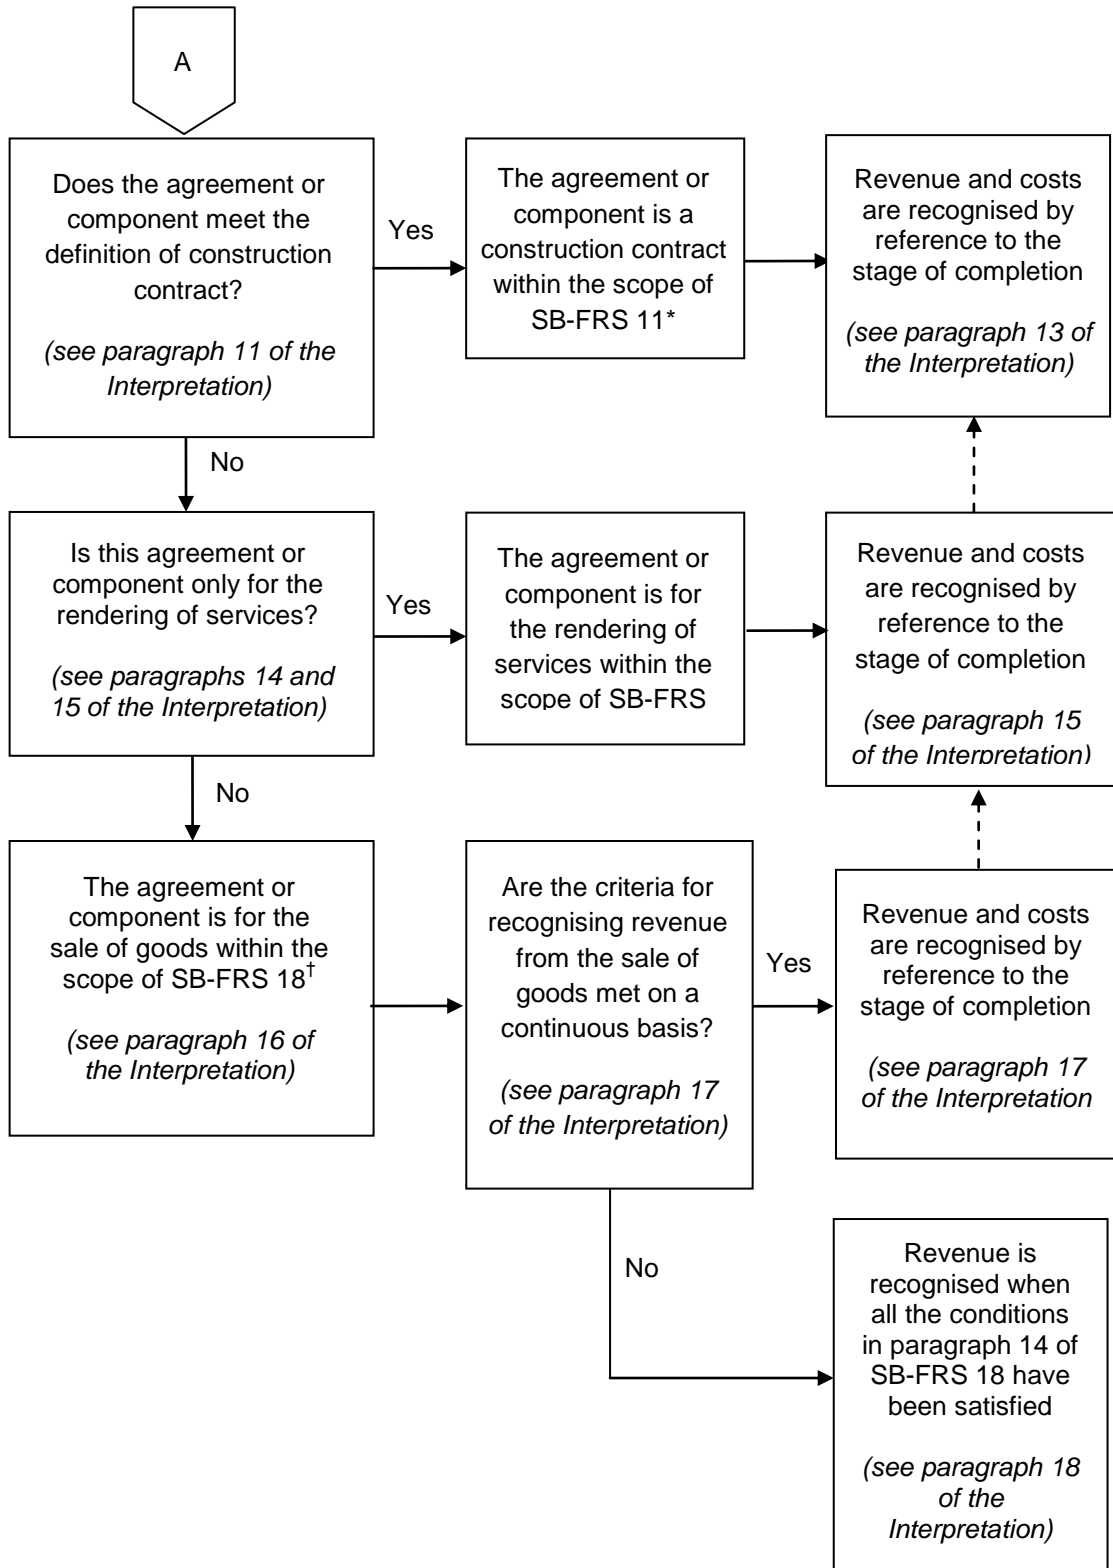 A
Does the agreement or
component meet the
definition of construction
contract?
(see paragraph 11 of the
Interpretation)
Yes
The agreement or
component is a
construction contract
within the scope of
SB-FRS 11*
Revenue and costs
are recognised by
reference to the
stage of completion
(see paragraph 13 of
the Interpretation)
No
Is this agreement or
component only for the
rendering of services?
(see paragraphs 14 and
15 of the Interpretation)
Yes
The agreement or
component is for
the rendering of
services within the
scope of SB-FRS
Revenue and costs
are recognised by
reference to the
stage of completion
(see paragraph 15
of the Interpretation)
No
The agreement or
component is for the
sale of goods within the
scope of SB-FRS 18†
(see paragraph 16 of
the Interpretation)
Are the criteria for
recognising revenue
from the sale of
goods met on a
continuous basis?
(see paragraph 17
of the Interpretation)
Yes
Revenue and costs
are recognised by
reference to the
stage of completion
(see paragraph 17
of the Interpretation
No
Revenue is
recognised when
all the conditions
in paragraph 14 of
SB-FRS 18 have
been satisfied
(see paragraph 18
of the
Interpretation)